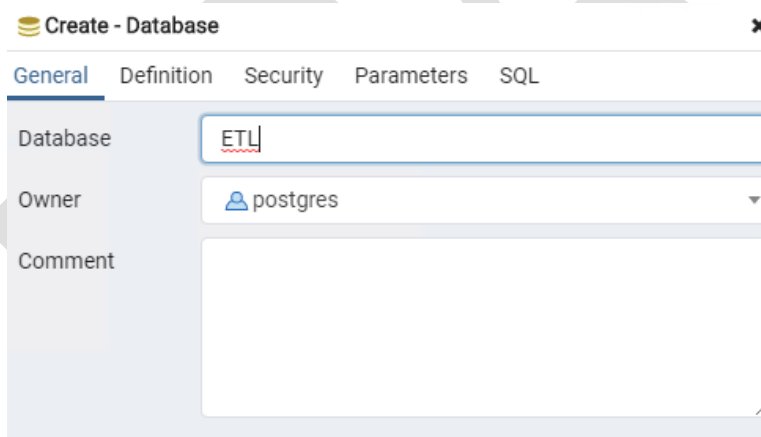 Create - Database
General Definition Security Parameters SQL
Database ETL
Owner postgres
Comment